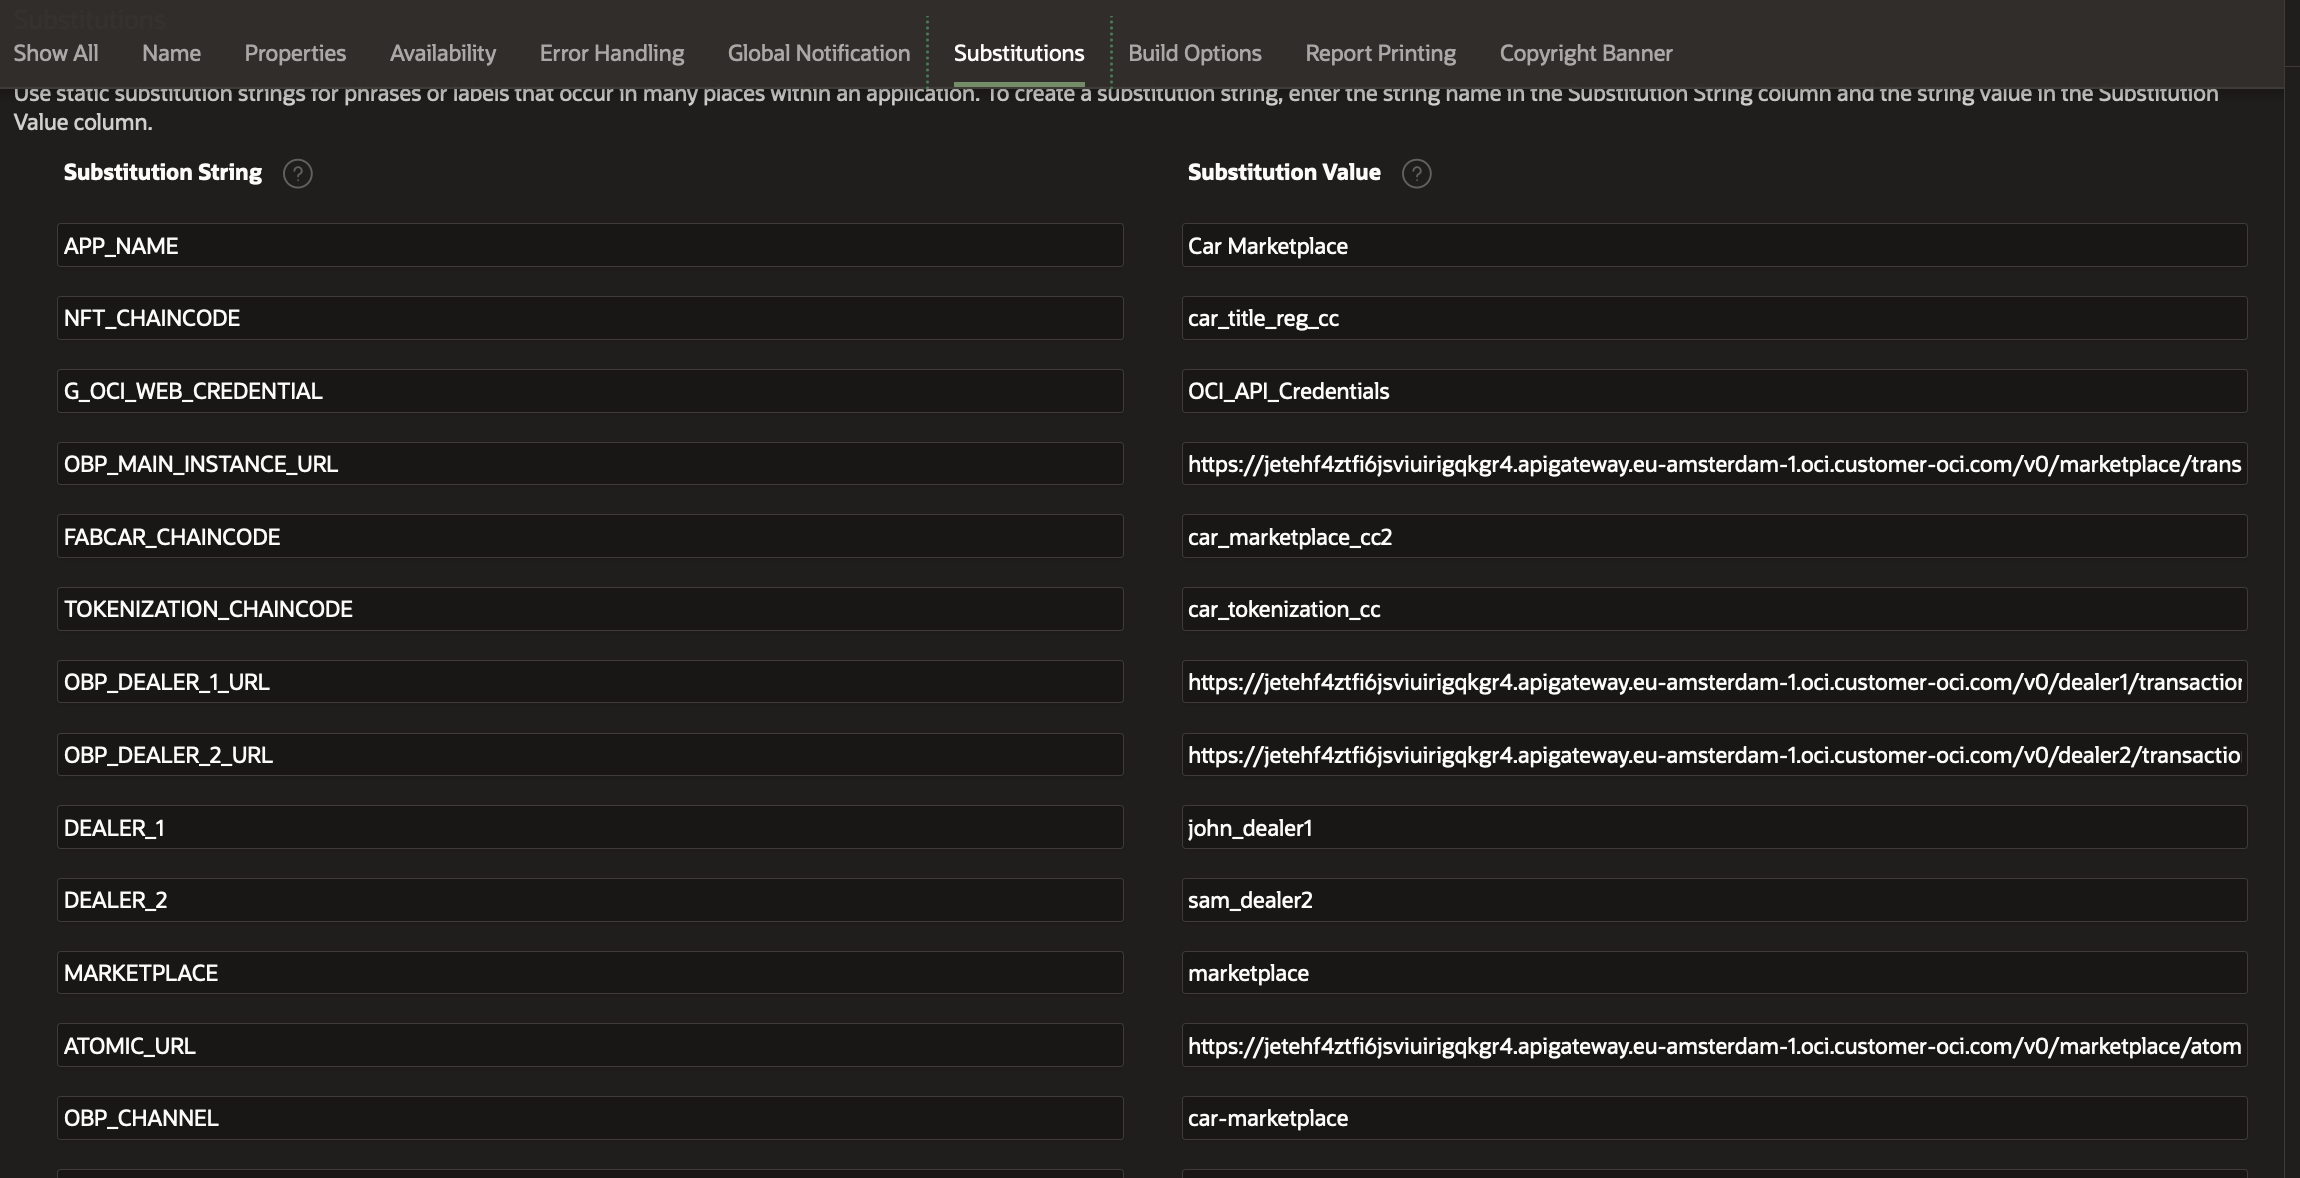 Substitutions
Show All Name Properties Availability Error Handling Global Notification Substitutions Build Options Report Printing Copyright Banner
Use static substitution strings for phrases or labels that occur in many places within an application. To create a substitution string, enter the string name in the Substitution String column and the string value in the Substitution
Value column.
Substitution String ? Substitution Value ?
APP_NAME Car Marketplace
NFT_CHAINCODE car_title_reg_cc
G_OCI_WEB_CREDENTIAL OCI_API_Credentials
OBP_MAIN_INSTANCE_URL https://jetehf4ztfi6jsviuirigqkgr4.apigateway.eu-amsterdam-1.oci.customer-oci.com/v0/marketplace/trans
FABCAR_CHAINCODE car_marketplace_cc2
TOKENIZATION_CHAINCODE car_tokenization_cc
OBP_DEALER_1_URL https://jetehf4ztfi6jsviuirigqkgr4.apigateway.eu-amsterdam-1.oci.customer-oci.com/v0/dealer1/transaction
OBP_DEALER_2_URL https://jetehf4ztfi6jsviuirigqkgr4.apigateway.eu-amsterdam-1.oci.customer-oci.com/v0/dealer2/transactio
DEALER_1 john_dealer1
DEALER_2 sam_dealer2
MARKETPLACE marketplace
ATOMIC_URL https://jetehf4ztfi6jsviuirigqkgr4.apigateway.eu-amsterdam-1.oci.customer-oci.com/v0/marketplace/atom
OBP_CHANNEL car-marketplace